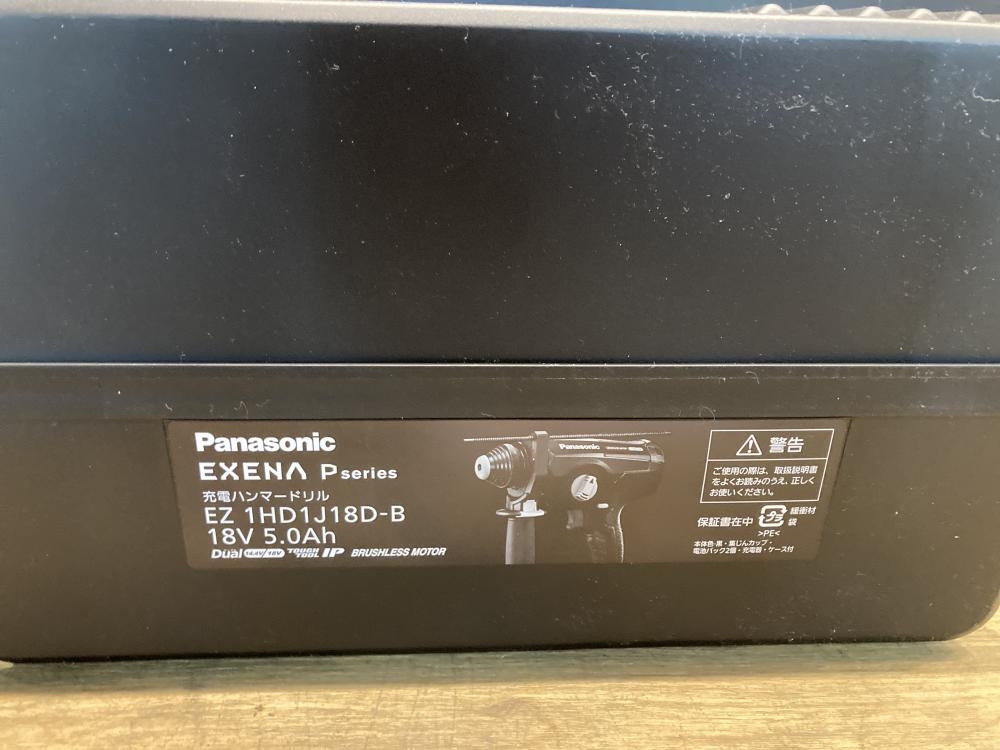 Panasonic
EXENA P series
充電ハンマードリル
EZ 1HD1J18D-B
18V 5.0Ah
Dual 14.4V/18V TOUGH TOOL IP BRUSHLESS MOTOR
Panasonic
警告
ご使用の際は、取扱説明書
をよくお読みのうえ、正しく
お使いください。
保証書在中
プラ
緩衝材
袋
>PE<
本体色・黒・集じんカップ・
電池パック2個・充電器・ケース付